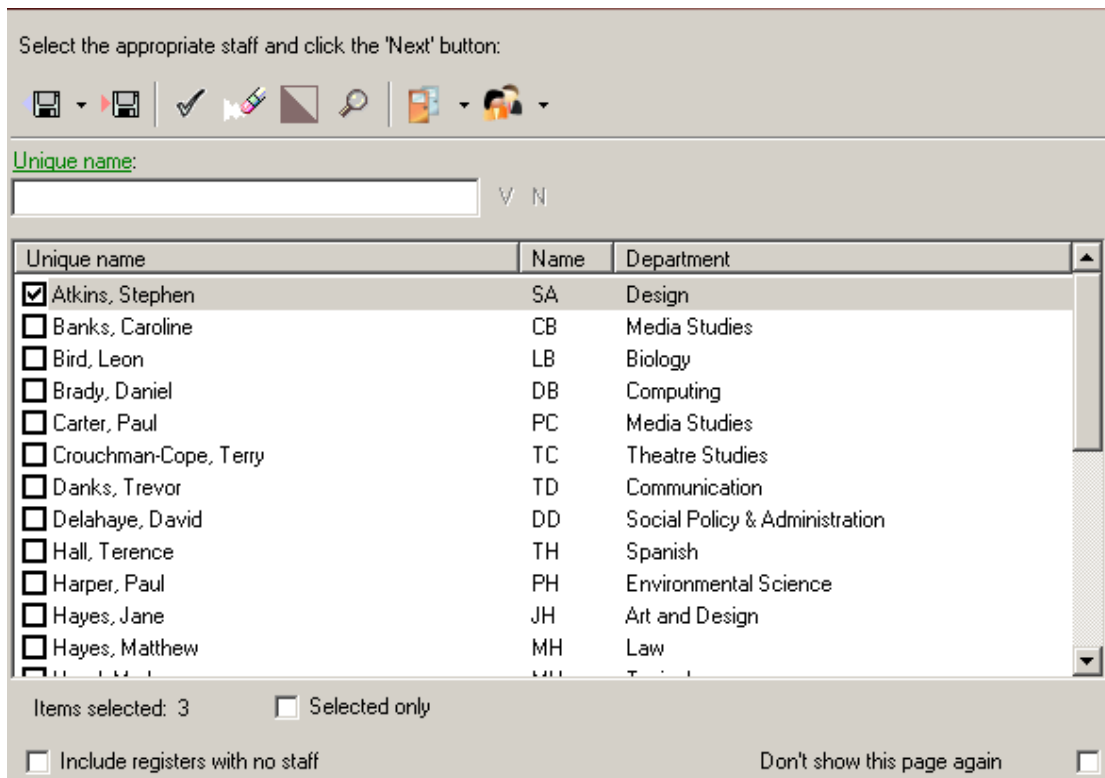 Select the appropriate staff and click the 'Next' button:
Unique name:
Unique name Name Department
Atkins, Stephen SA Design
Banks, Caroline CB Media Studies
Bird, Leon LB Biology
Brady, Daniel DB Computing
Carter, Paul PC Media Studies
Crouchman-Cope, Terry TC Theatre Studies
Danks, Trevor TD Communication
Delahaye, David DD Social Policy & Administration
Hall, Terence TH Spanish
Harper, Paul PH Environmental Science
Hayes, Jane JH Art and Design
Hayes, Matthew MH Law
Items selected: 3 Selected only
Include registers with no staff Don't show this page again